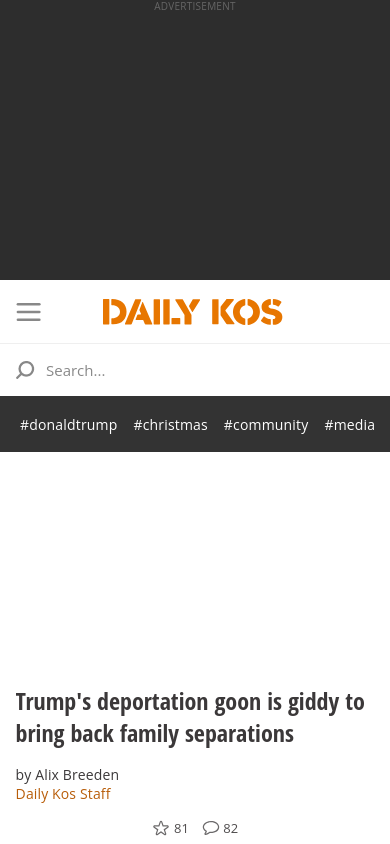 ADVERTISEMENT
DAILY KOS
Search...
#donaldtrump #christmas #community #media
Trump's deportation goon is giddy to
bring back family separations
by Alix Breeden
Daily Kos Staff
81 82